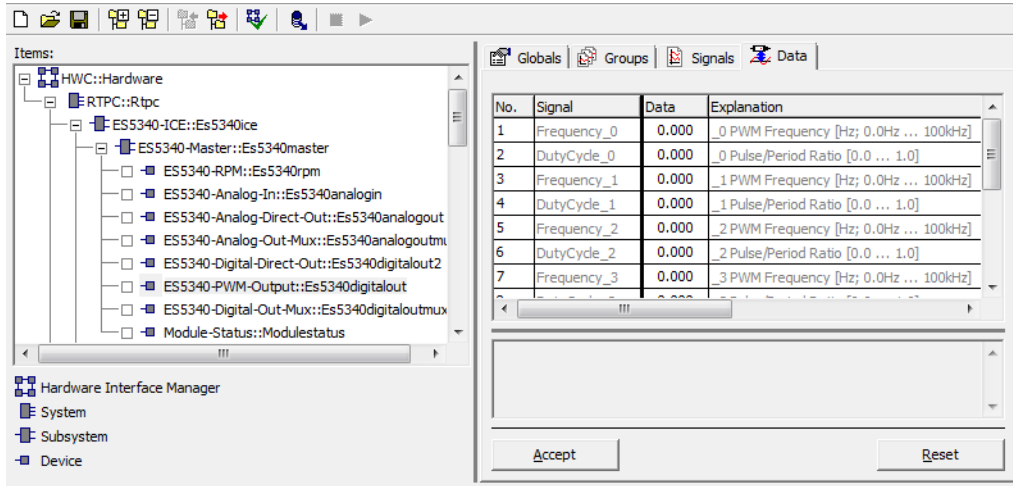 Items:
HWC::Hardware
RTPC::Rtpc
ES5340-ICE::Es5340ice
ES5340-Master::Es5340master
ES5340-RPM::Es5340rpm
ES5340-Analog-In::Es5340analogin
ES5340-Analog-Direct-Out::Es5340analogout
ES5340-Analog-Out-Mux::Es5340analogoutmu
ES5340-Digital-Direct-Out::Es5340digitalout2
ES5340-PWM-Output::Es5340digitalout
ES5340-Digital-Out-Mux::Es5340digitaloutmux
Module-Status::Modulestatus
Hardware Interface Manager
System
Subsystem
Device
Globals Groups Signals Data
No. Signal Data Explanation
1 Frequency_0 0.000 _0 PWM Frequency [Hz; 0.0Hz ... 100kHz]
2 DutyCycle_0 0.000 _0 Pulse/Period Ratio [0.0 ... 1.0]
3 Frequency_1 0.000 _1 PWM Frequency [Hz; 0.0Hz ... 100kHz]
4 DutyCycle_1 0.000 _1 Pulse/Period Ratio [0.0 ... 1.0]
5 Frequency_2 0.000 _2 PWM Frequency [Hz; 0.0Hz ... 100kHz]
6 DutyCycle_2 0.000 _2 Pulse/Period Ratio [0.0 ... 1.0]
7 Frequency_3 0.000 _3 PWM Frequency [Hz; 0.0Hz ... 100kHz]
Accept Reset